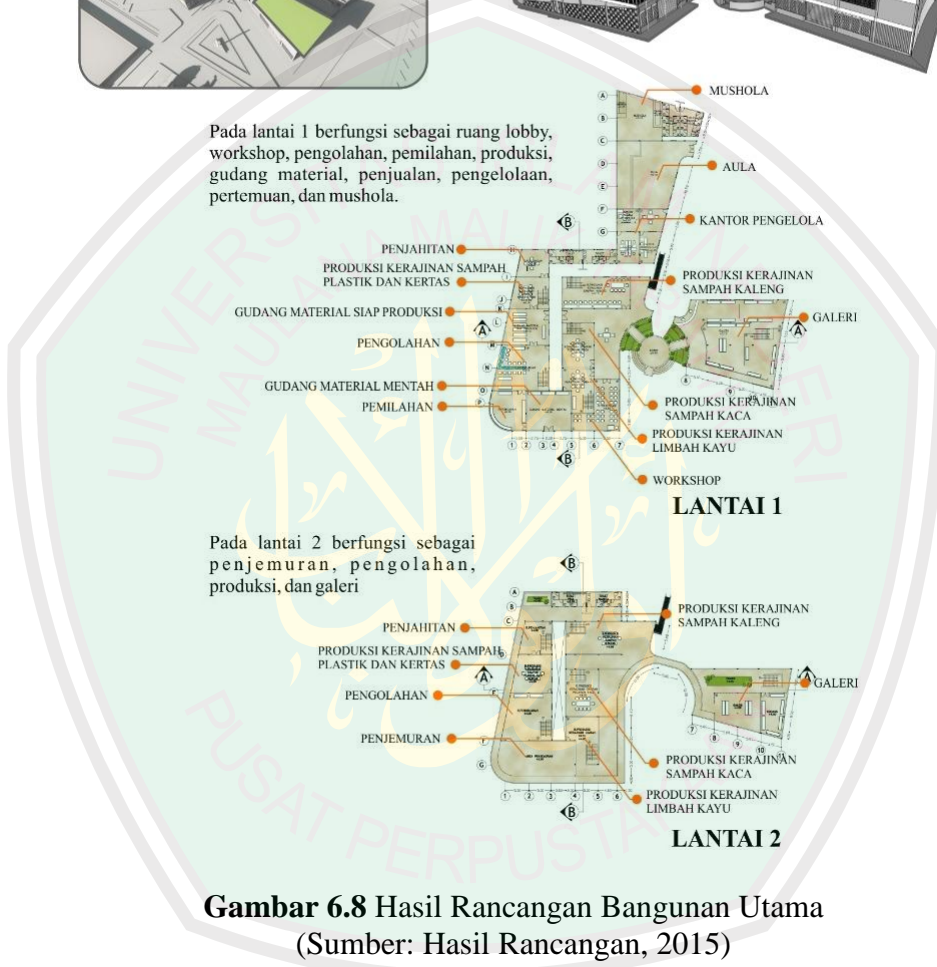 MUSHOLA
Pada lantai 1 berfungsi sebagai ruang lobby,
workshop, pengolahan, pemilahan, produksi,
gudang material, penjualan, pengelolaan,
pertemuan, dan mushola.
AULA
KANTOR PENGELOLA
PENJAHITAN
PRODUKSI KERAJINAN SAMPAH
PLASTIK DAN KERTAS
PRODUKSI KERAJINAN
SAMPAH KALENG
GUDANG MATERIAL SIAP PRODUKSI
GALERI
PENGOLAHAN
GUDANG MATERIAL MENTAH
PEMILAHAN
PRODUKSI KERAJINAN
SAMPAH KACA
PRODUKSI KERAJINAN
LIMBAH KAYU
WORKSHOP
LANTAI 1
Pada lantai 2 berfungsi sebagai
penjemuran, pengolahan,
produksi, dan galeri
PRODUKSI KERAJINAN
SAMPAH KALENG
PENJAHITAN
PRODUKSI KERAJINAN SAMPAH
PLASTIK DAN KERTAS
GALERI
PENGOLAHAN
PENJEMURAN
PRODUKSI KERAJINAN
SAMPAH KACA
PRODUKSI KERAJINAN
LIMBAH KAYU
LANTAI 2
Gambar 6.8 Hasil Rancangan Bangunan Utama
(Sumber: Hasil Rancangan, 2015)